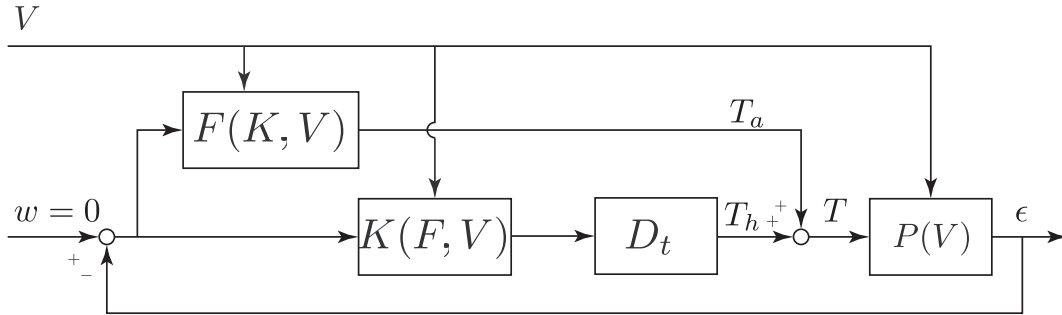 V
F(K, V)
T_a
w = 0
+
−
K(F, V)
D_t
T_h
+
+
T
P(V)
ϵ